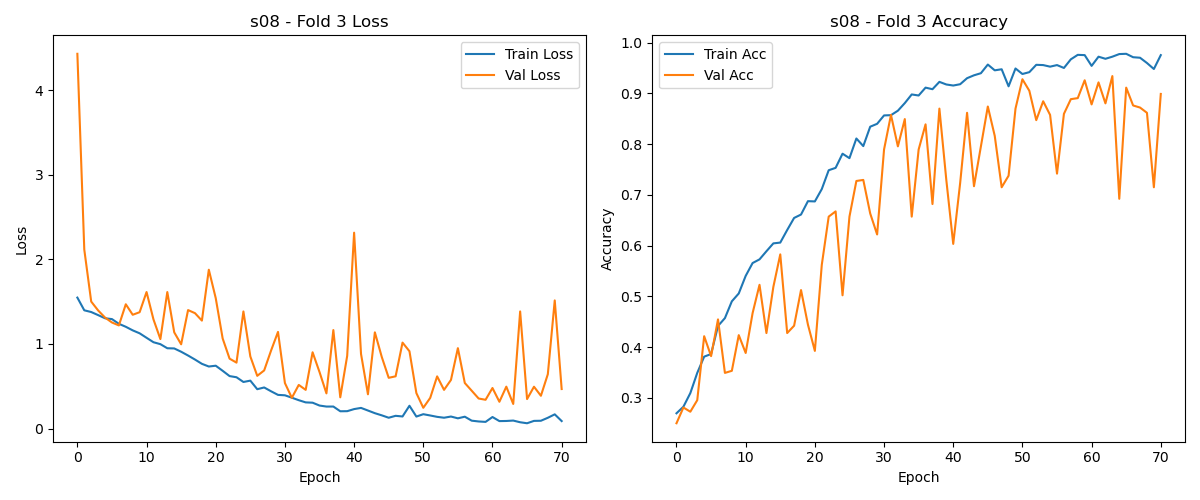 s08 - Fold 3 Loss
Train Loss
Val Loss
4
3
2
1
0
Loss
0 10 20 30 40 50 60 70
Epoch
s08 - Fold 3 Accuracy
Train Acc
Val Acc
1.0
0.9
0.8
0.7
0.6
0.5
0.4
0.3
Accuracy
0 10 20 30 40 50 60 70
Epoch